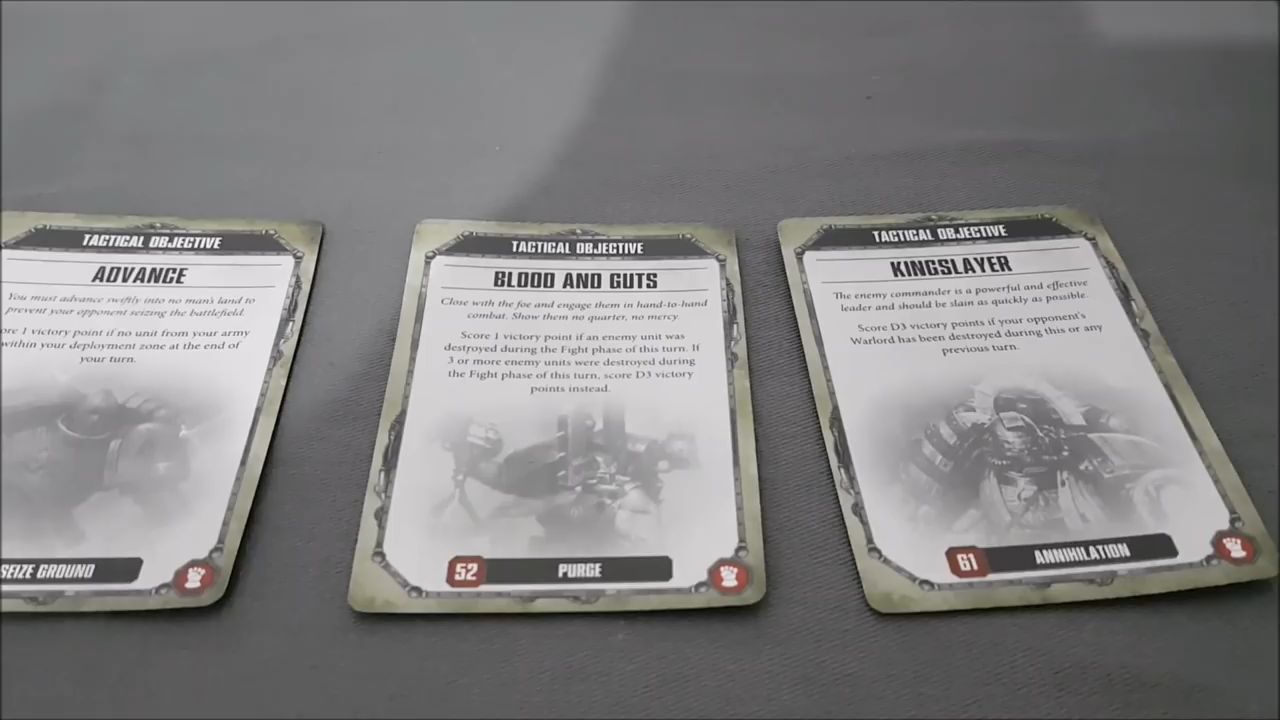 TACTICAL OBJECTIVE
ADVANCE
You must advance swiftly into no man's land to
prevent your opponent seizing the battlefield.
ore 1 victory point if no unit from your army
within your deployment zone at the end of
your turn.
SEIZE GROUND
TACTICAL OBJECTIVE
BLOOD AND GUTS
Close with the foe and engage them in hand-to-hand
combat. Show them no quarter, no mercy.
Score 1 victory point if an enemy unit was
destroyed during the Fight phase of this turn. If
3 or more enemy units were destroyed during
the Fight phase of this turn, score D3 victory
points instead.
52 PURGE
TACTICAL OBJECTIVE
KINGSLAYER
The enemy commander is a powerful and effective
leader and should be slain as quickly as possible.
Score D3 victory points if your opponent's
Warlord has been destroyed during this or any
previous turn.
61 ANNIHILATION